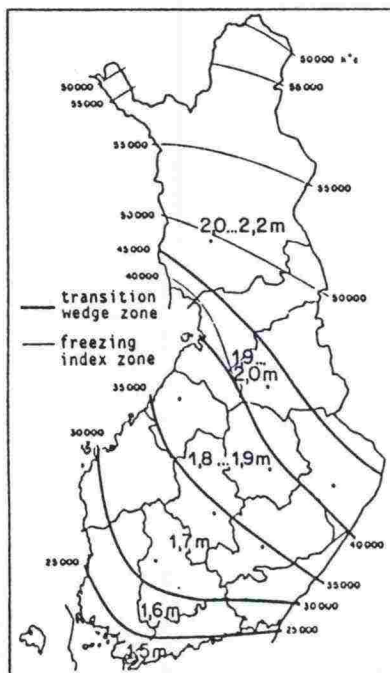 50000 h°c
50000
55000
55000
55000
55000
50000
2,0...2,2m
45000
40000
50000
transition
wedge zone
freezing
index zone
1,9...
2,0m
35000
30000
1,8...1,9m
40000
1,7m
35000
25000
30000
1,6m
25000
1,5m